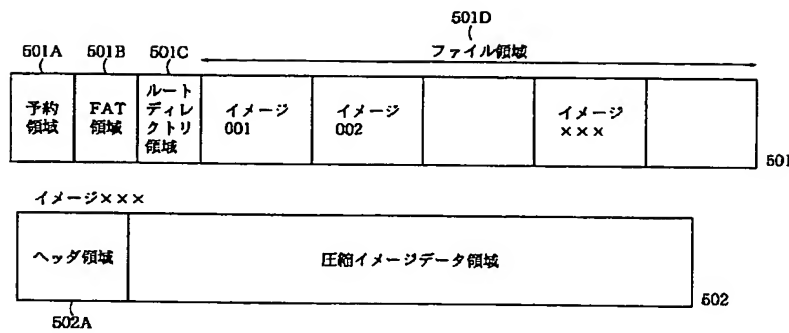 501D
501A
501B
501C
ファイル領域
予約
領域
FAT
領域
ルート
ディレ
クトリ
領域
イメージ
001
イメージ
002
イメージ
×××
501
イメージ×××
ヘッダ領域
圧縮イメージデータ領域
502
502A